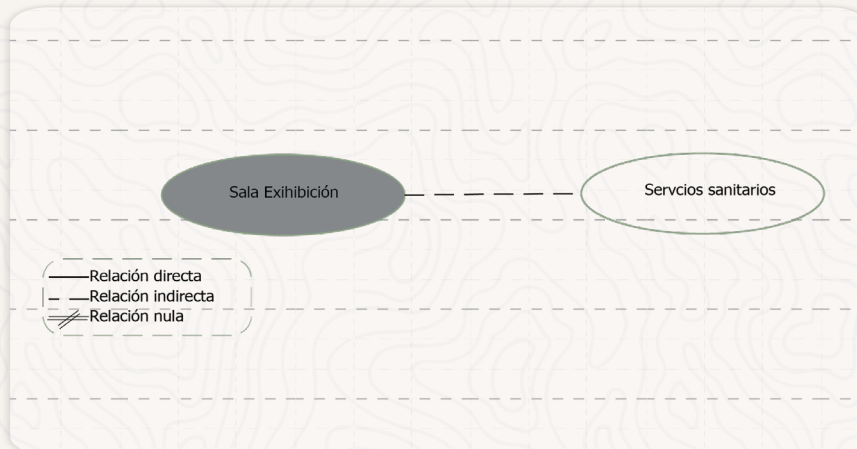 Sala Exihibición
Servcios sanitarios
Relación directa
Relación indirecta
Relación nula